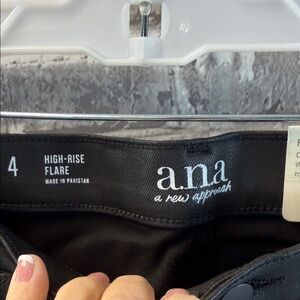 4
HIGH-RISE
FLARE
MADE IN PAKISTAN
a.n.a
a new approach